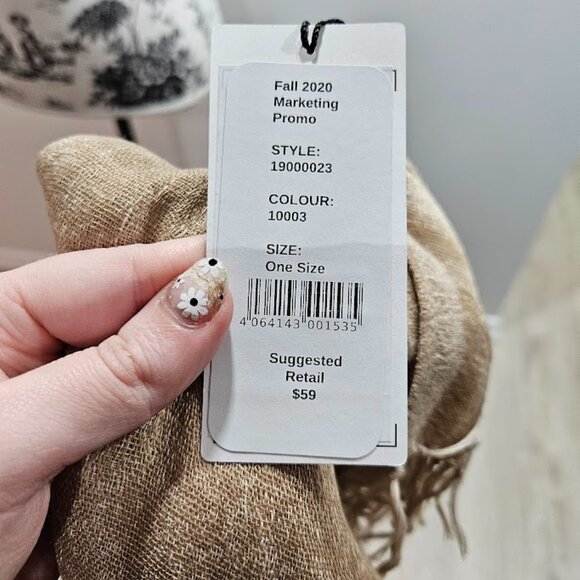 Fall 2020
Marketing
Promo
STYLE:
19000023
COLOUR:
10003
SIZE:
One Size
4 064143 001535
Suggested
Retail
$59